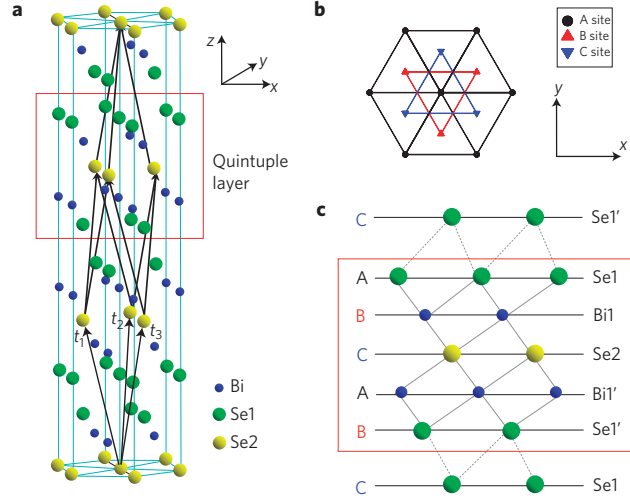 a
z
y
x
Quintuple
layer
t1
t2
t3
Bi
Se1
Se2
b
A site
B site
C site
y
x
c
C Se1′
A Se1
B Bi1
C Se2
A Bi1′
B Se1′
C Se1